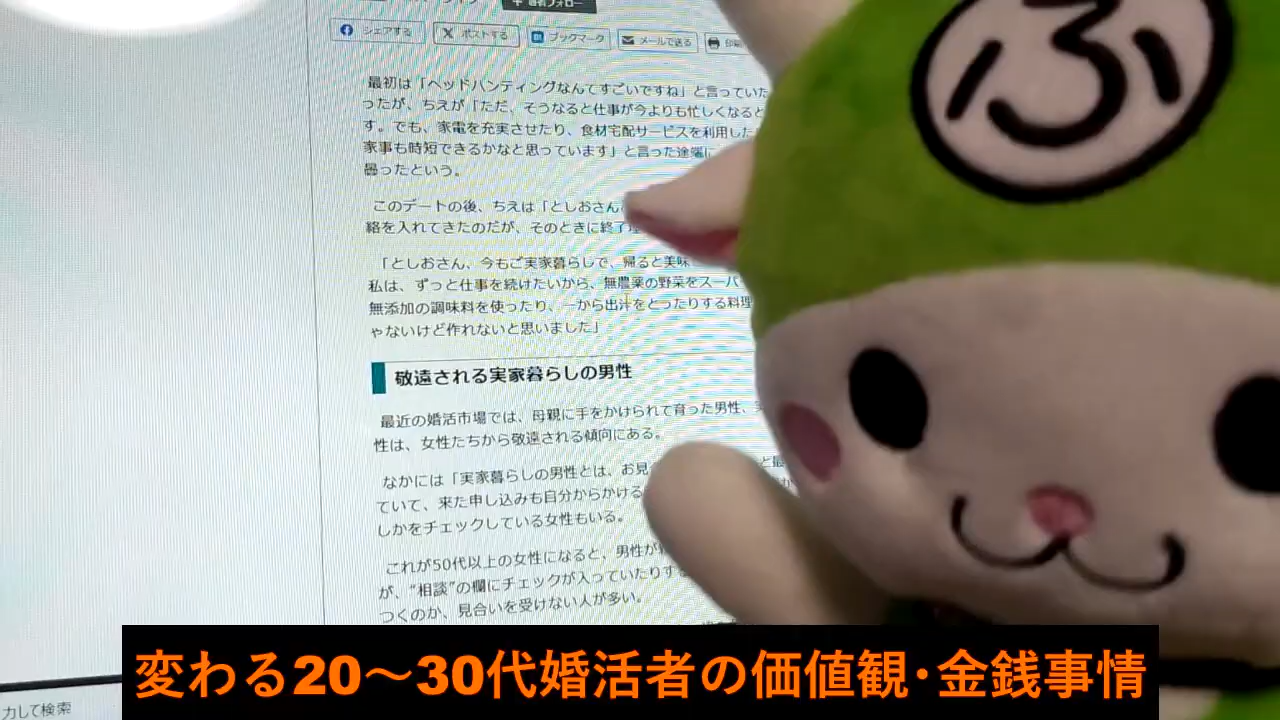 シェアする ポストする ブックマーク メールで送る
最初は「ヘッドハンティングなんてすごいですね」と言っていた
ったが、ちえが「ただ、そうなると仕事が今よりも忙しくなると
す。でも、家電を充実させたり、食材宅配サービスを利用した
家事も時短できるかなと思っています」と言った途端に
曇ったという。
このデートの後、ちえは「としおさん
絡を入れてきたのだが、そのときに終了
「としおさん、今もご実家暮らしで、帰ると美味
私は、ずっと仕事を続けたいから、無農薬の野菜をスーパ
無添加の調味料を使ったり、一から出汁をとったりする料理
ゃないけど作れないと思いました」
敬遠される実家暮らしの男性
最近の婚活市場では、母親に手をかけられて育った男性、
性は、女性たちから敬遠される傾向にある。
なかには「実家暮らしの男性とは、お見
ていて、来た申し込みも自分からかける
しかをチェックしている女性もいる。
これが50代以上の女性になると、男性が
が、“相談”の欄にチェックが入っていたりす
つくのか、見合いを受けない人が多い。
力して検索
ふ
変わる20〜30代婚活者の価値観・金銭事情